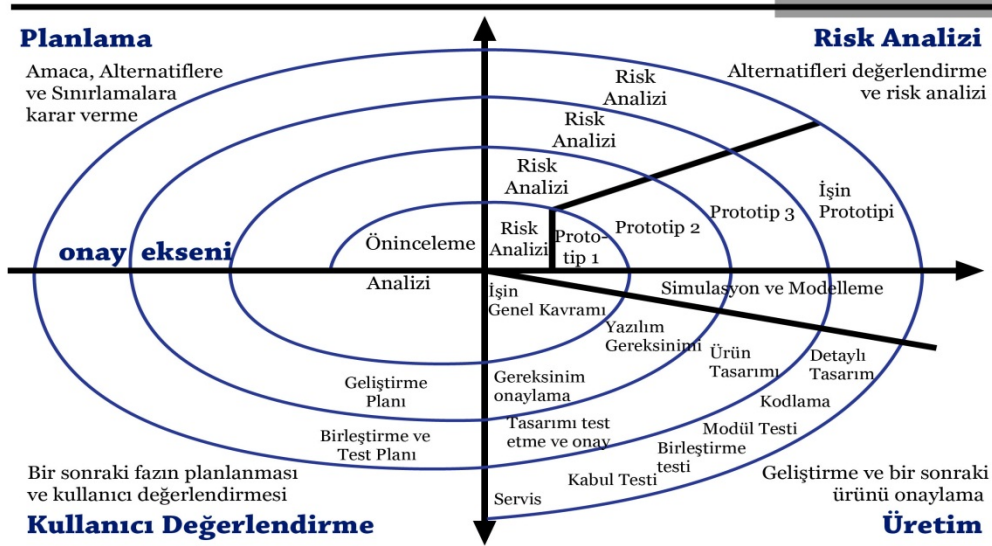 Planlama
Amaca, Alternatiflere
ve Sınırlamalara
karar verme
Risk Analizi
Alternatifleri değerlendirme
ve risk analizi
Risk
Analizi
Risk
Analizi
Risk
Analizi
Risk
Analizi
Proto-
tip 1
Prototip 2
Prototip 3
İşin
Prototipi
onay ekseni
Öninceleme
Analizi
İşin
Genel Kavramı
Simulasyon ve Modelleme
Yazılım
Gereksinimi
Ürün
Tasarımı
Detaylı
Tasarım
Geliştirme
Planı
Gereksinim
onaylama
Kodlama
Birleştirme ve
Test Planı
Tasarımı test
etme ve onay
Modül Testi
Birleştirme
testi
Kabul Testi
Servis
Bir sonraki fazın planlanması
ve kullanıcı değerlendirmesi
Kullanıcı Değerlendirme
Geliştirme ve bir sonraki
ürünü onaylama
Üretim